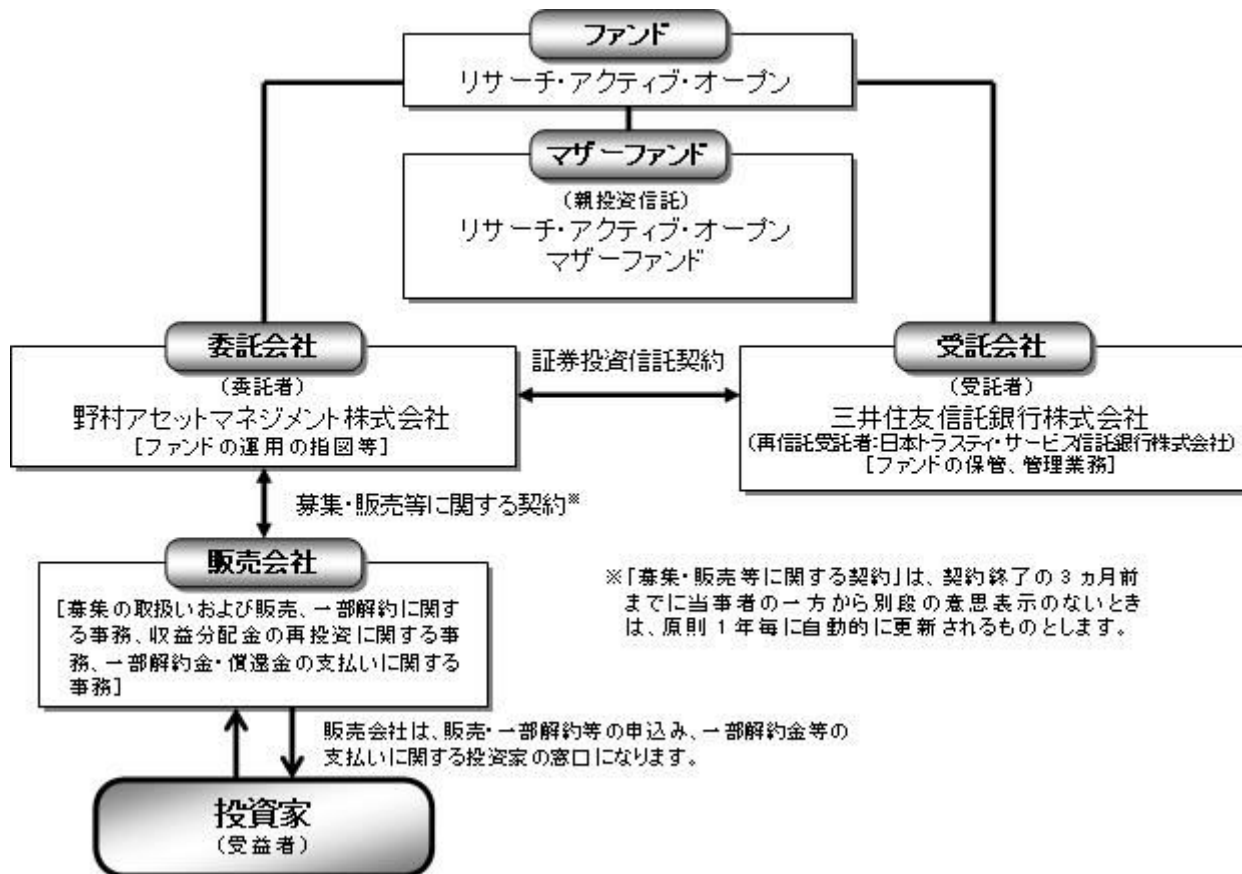 ファンド
リサーチ・アクティブ・オープン
マザーファンド
(親投資信託)
リサーチ・アクティブ・オープン
マザーファンド
委託会社
(委託者)
野村アセットマネジメント株式会社
[ファンドの運用の指図等]
証券投資信託契約
受託会社
(受託者)
三井住友信託銀行株式会社
(再信託受託者:日本トラスティ・サービス信託銀行株式会社)
[ファンドの保管、管理業務]
募集・販売等に関する契約※
販売会社
[募集の取扱いおよび販売、一部解約に関す
る事務、収益分配金の再投資に関する事
務、一部解約金・償還金の支払いに関する
事務]
※「募集・販売等に関する契約」は、契約終了の3ヵ月前
までに当事者の一方から別段の意思表示のないとき
は、原則1年毎に自動的に更新されるものとします。
販売会社は、販売・一部解約等の申込み、一部解約金等の
支払いに関する投資家の窓口になります。
投資家
(受益者)